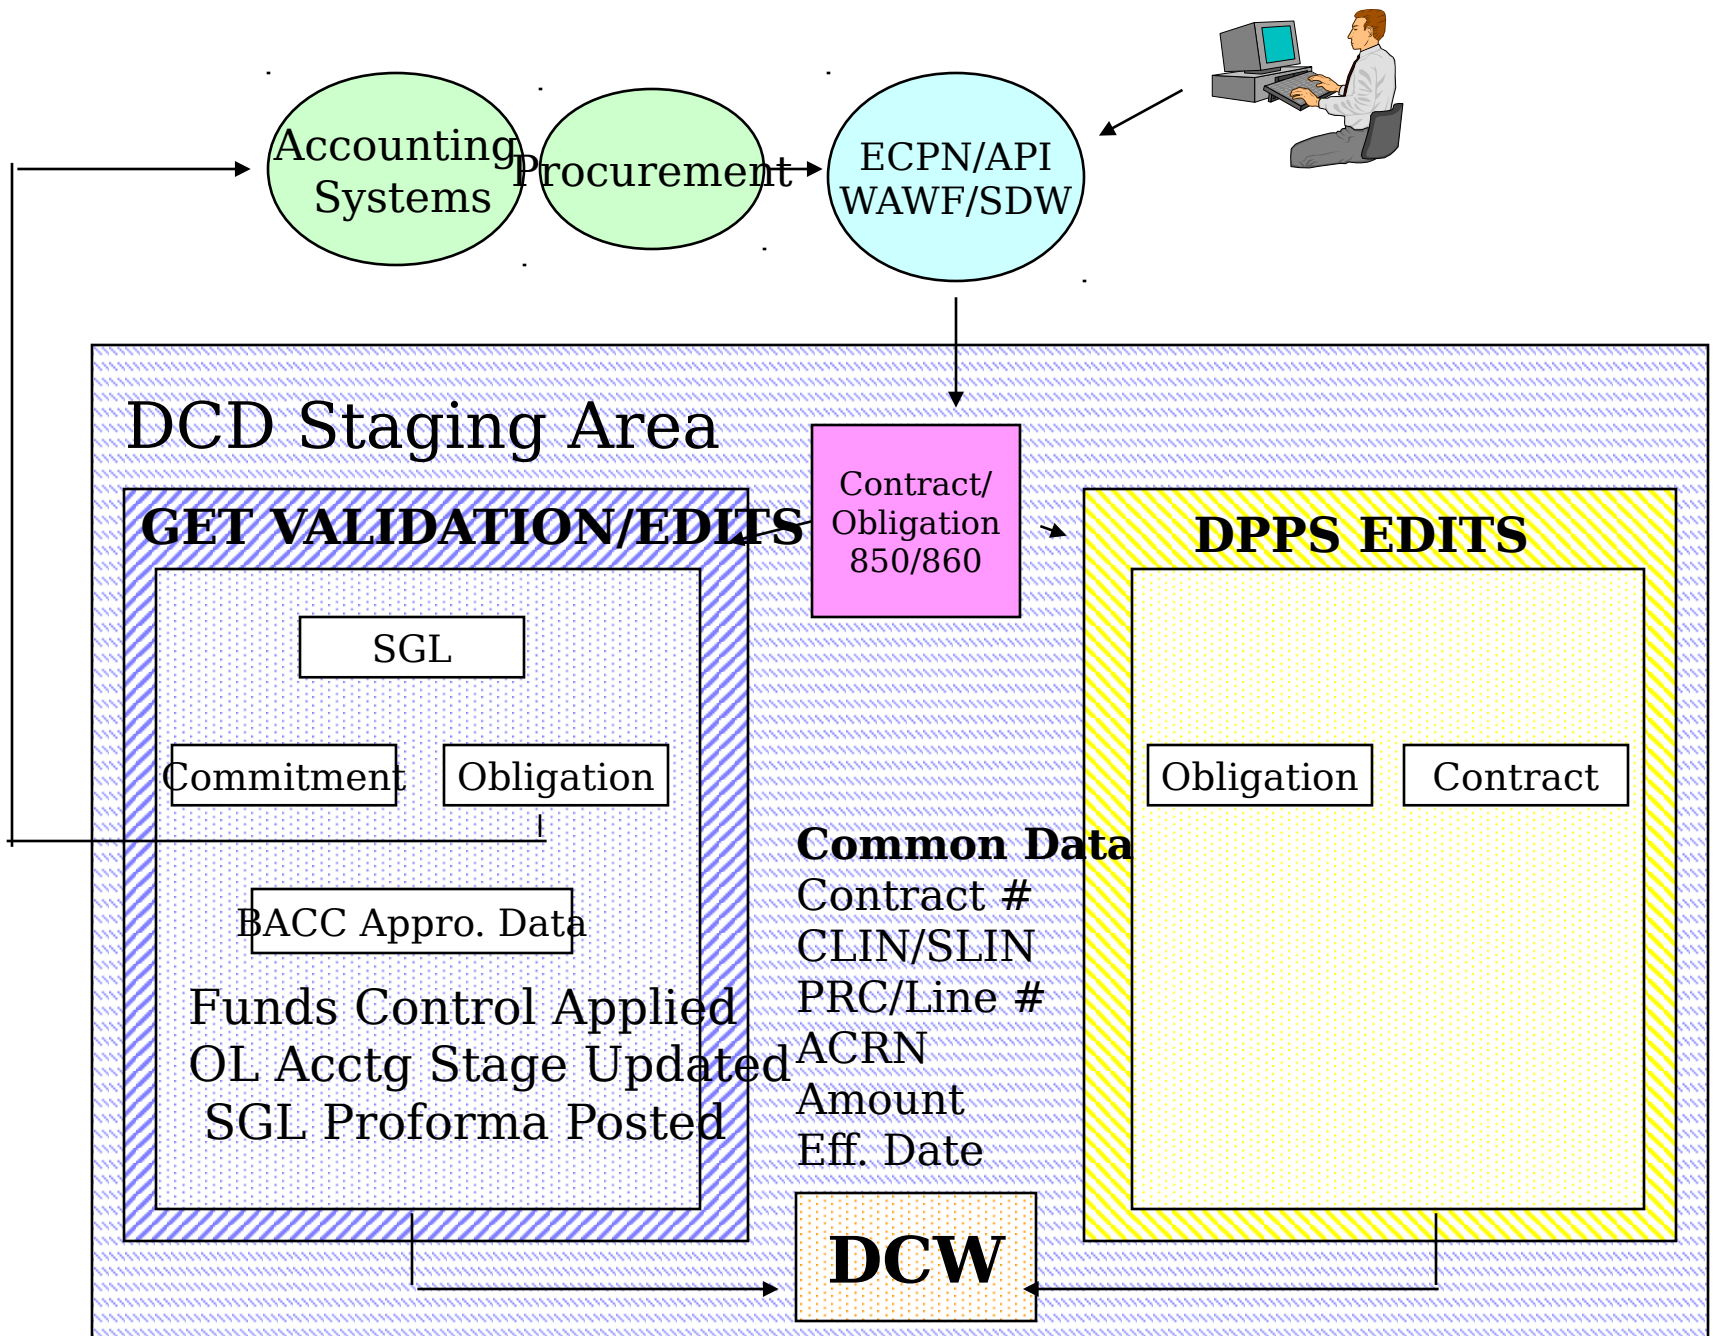 Accounting
Systems
Procurement
ECPN/API
WAWF/SDW
DCD Staging Area
Contract/
Obligation
850/860
GET VALIDATION/EDITS
DPPS EDITS
SGL
Commitment
Obligation
Obligation
Contract
BACC Appro. Data
Funds Control Applied
OL Acctg Stage Updated
SGL Proforma Posted
Common Data
Contract #
CLIN/SLIN
PRC/Line #
ACRN
Amount
Eff. Date
DCW